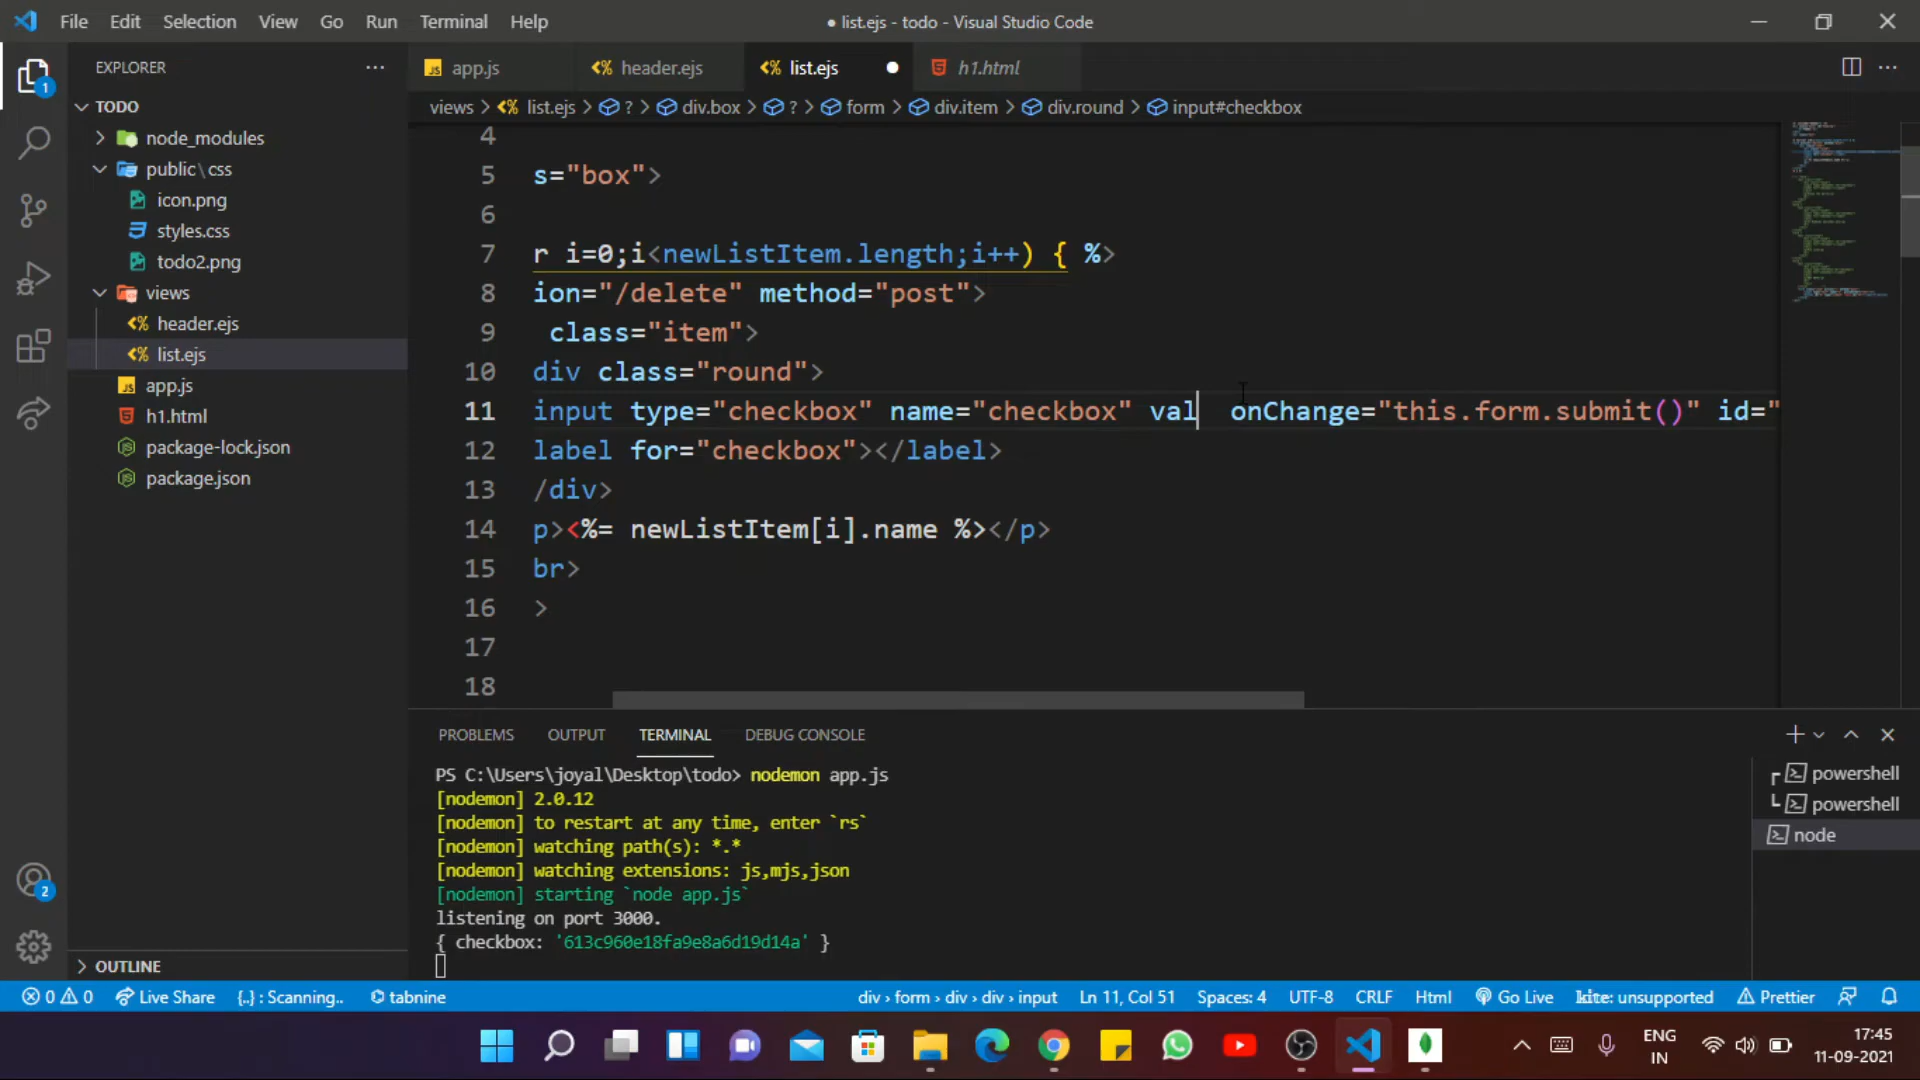 File Edit Selection View Go Run Terminal Help
● list.ejs - todo - Visual Studio Code
EXPLORER
app.js
header.ejs
list.ejs
h1.html
TODO
views > list.ejs > ? > div.box > ? > form > div.item > div.round > input#checkbox
node_modules
public\css
icon.png
styles.css
todo2.png
views
header.ejs
list.ejs
app.js
h1.html
package-lock.json
package.json
OUTLINE
1
2
4
5 s="box">
6
7 r i=0;i<newListItem.length;i++) { %>
8 ion="/delete" method="post">
9 class="item">
10 div class="round">
11 input type="checkbox" name="checkbox" val onChange="this.form.submit()" id="
12 label for="checkbox"></label>
13 /div>
14 p><%= newListItem[i].name %></p>
15 br>
16 >
17
18
PROBLEMS OUTPUT TERMINAL DEBUG CONSOLE
PS C:\Users\joyal\Desktop\todo> nodemon app.js
[nodemon] 2.0.12
[nodemon] to restart at any time, enter `rs`
[nodemon] watching path(s): *.*
[nodemon] watching extensions: js,mjs,json
[nodemon] starting `node app.js`
listening on port 3000.
{ checkbox: '613c960e18fa9e8a6d19d14a' }
powershell
powershell
node
0 0 Live Share {..} : Scanning.. tabnine
div › form › div › div › input Ln 11, Col 51 Spaces: 4 UTF-8 CRLF Html Go Live kite: unsupported Prettier
ENG
IN
17:45
11-09-2021